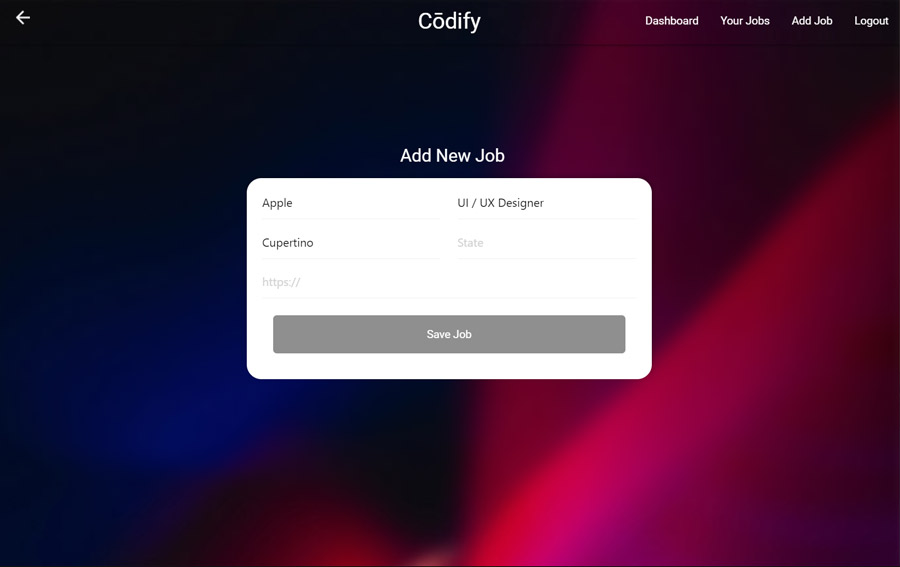 Cōdify
Dashboard Your Jobs Add Job Logout
Add New Job
Apple UI / UX Designer
Cupertino State
https://
Save Job